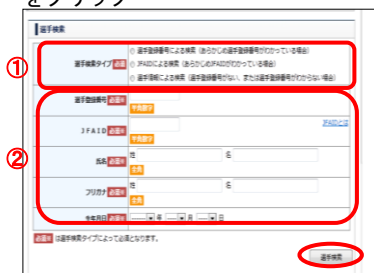 をクリック
選手検索
①
選手検索タイプ 必須
選手登録番号による検索（あらかじめ選手登録番号がわかっている場合）
JFAIDによる検索（あらかじめJFAIDがわかっている場合）
選手情報による検索（選手登録番号がない、または選手登録番号がわからない場合）
②
選手登録番号 必須※
半角数字
JFAID 必須※
半角数字
JFAIDとは
氏名 必須※ 姓 名
全角
フリガナ 必須※ セイ メイ
全角
生年月日 必須※ ----年 --月 --日
必須※ は選手検索タイプによって必須となります。
選手検索